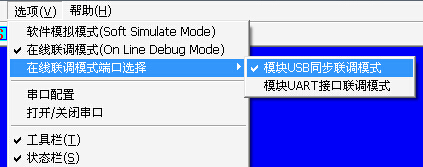 选项(V) 帮助(H)
软件模拟模式(Soft Simulate Mode)
在线联调模式(On Line Debug Mode)
在线联调模式端口选择
模块USB同步联调模式
模块UART接口联调模式
串口配置
打开/关闭串口
工具栏(T)
状态栏(S)